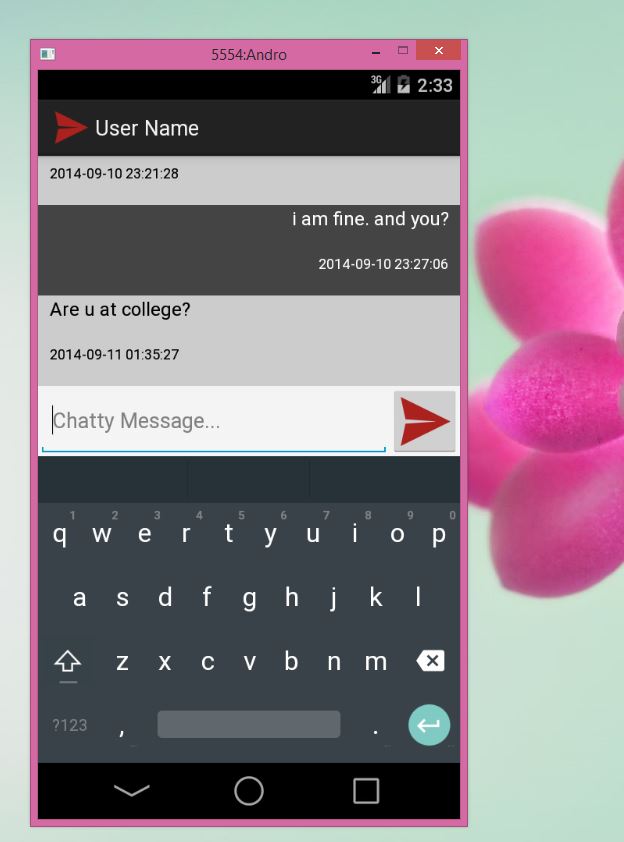 5554:Andro
3G 2:33
User Name
2014-09-10 23:21:28
i am fine. and you?
2014-09-10 23:27:06
Are u at college?
2014-09-11 01:35:27
Chatty Message...
1 2 3 4 5 6 7 8 9 0
q w e r t y u i o p
a s d f g h j k l
z x c v b n m
?123 , .